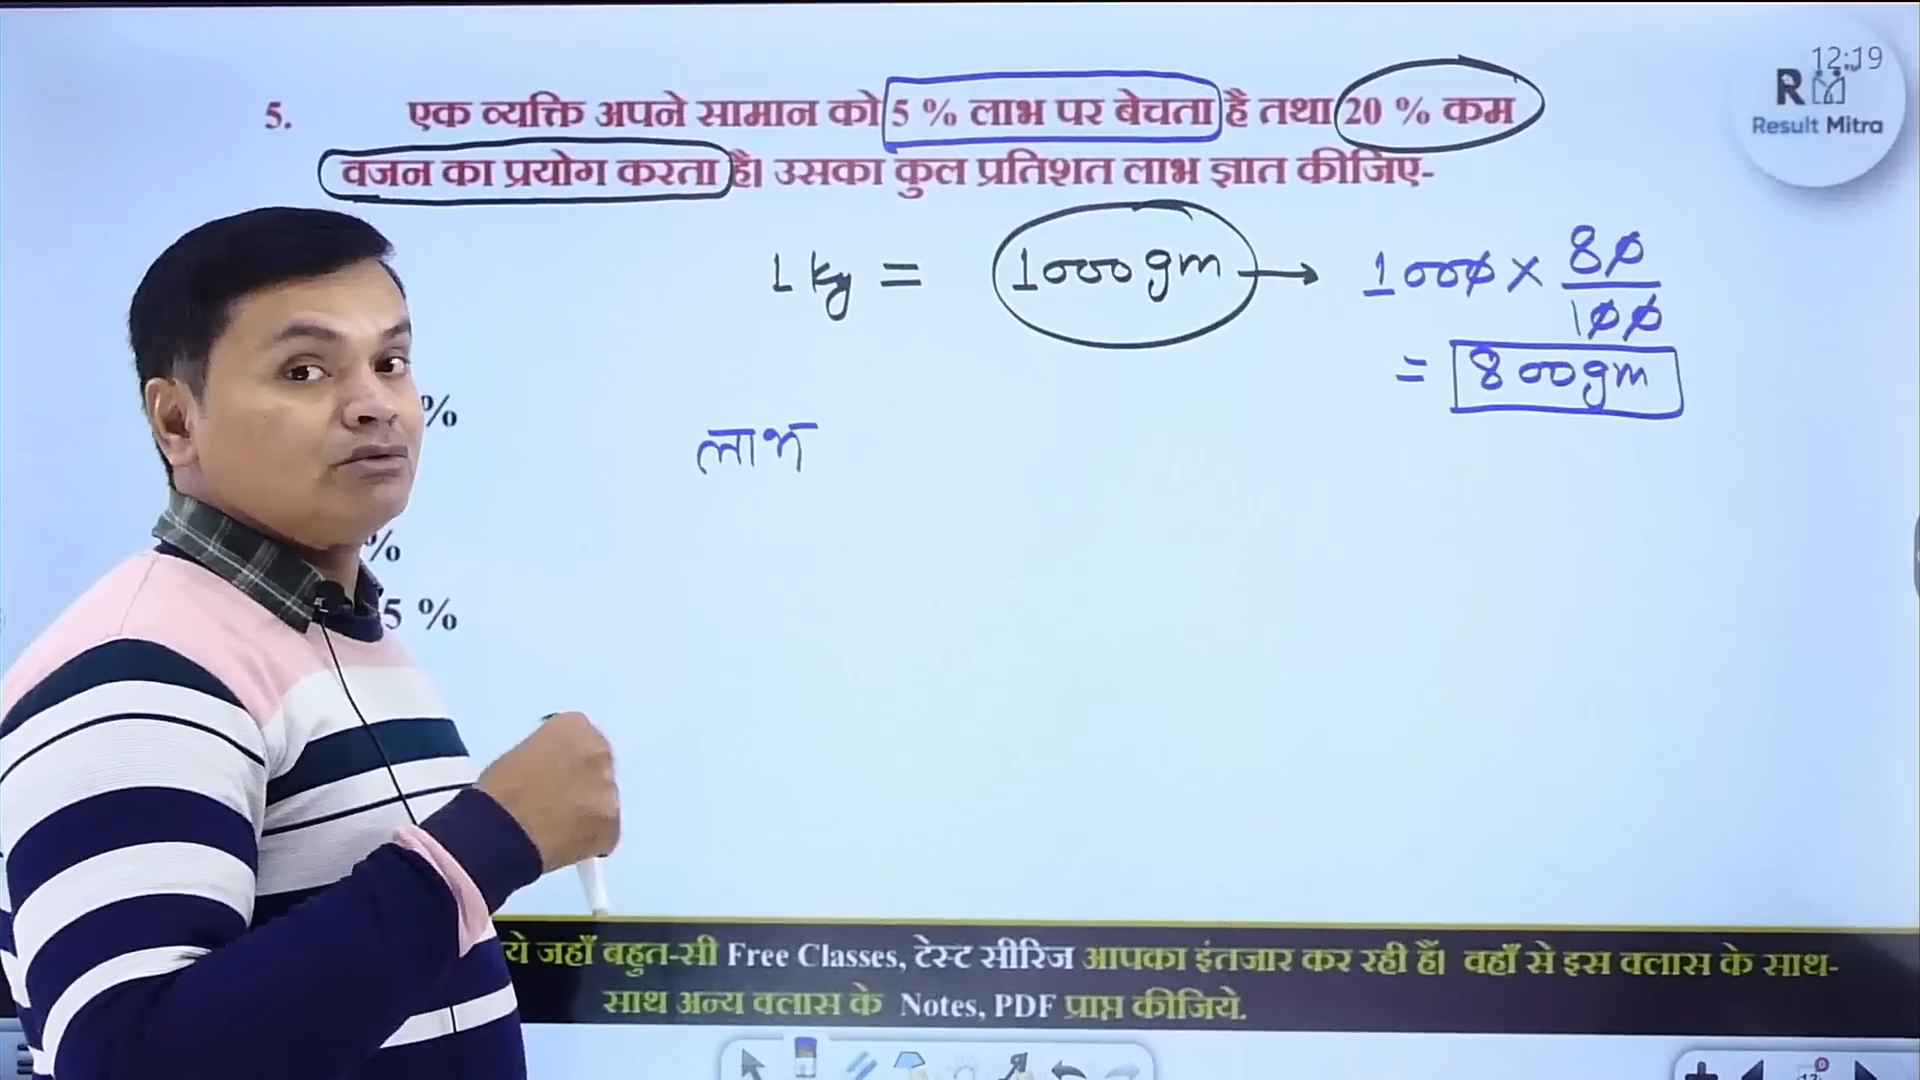 12:19
R
Result Mitra
5. एक व्यक्ति अपने सामान को 5 % लाभ पर बेचता है तथा 20 % कम
वजन का प्रयोग करता है। उसका कुल प्रतिशत लाभ ज्ञात कीजिए-
1 kg = 1000gm → 1000 × 80/100
= 800gm
%
लाभ
%
5 %
ये जहाँ बहुत-सी Free Classes, टेस्ट सीरिज आपका इंतजार कर रही हैं। वहाँ से इस क्लास के साथ-
साथ अन्य क्लास के Notes, PDF प्राप्त कीजिये.